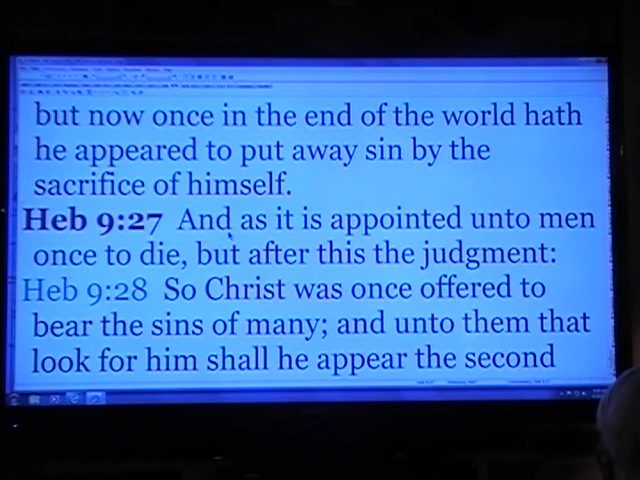 but now once in the end of the world hath
he appeared to put away sin by the
sacrifice of himself.
Heb 9:27 And as it is appointed unto men
once to die, but after this the judgment:
Heb 9:28 So Christ was once offered to
bear the sins of many; and unto them that
look for him shall he appear the second